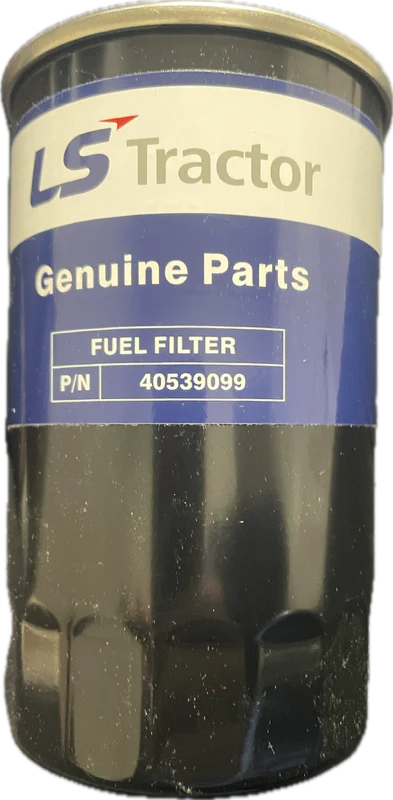 LS Tractor
Genuine Parts
FUEL FILTER
P/N 40539099